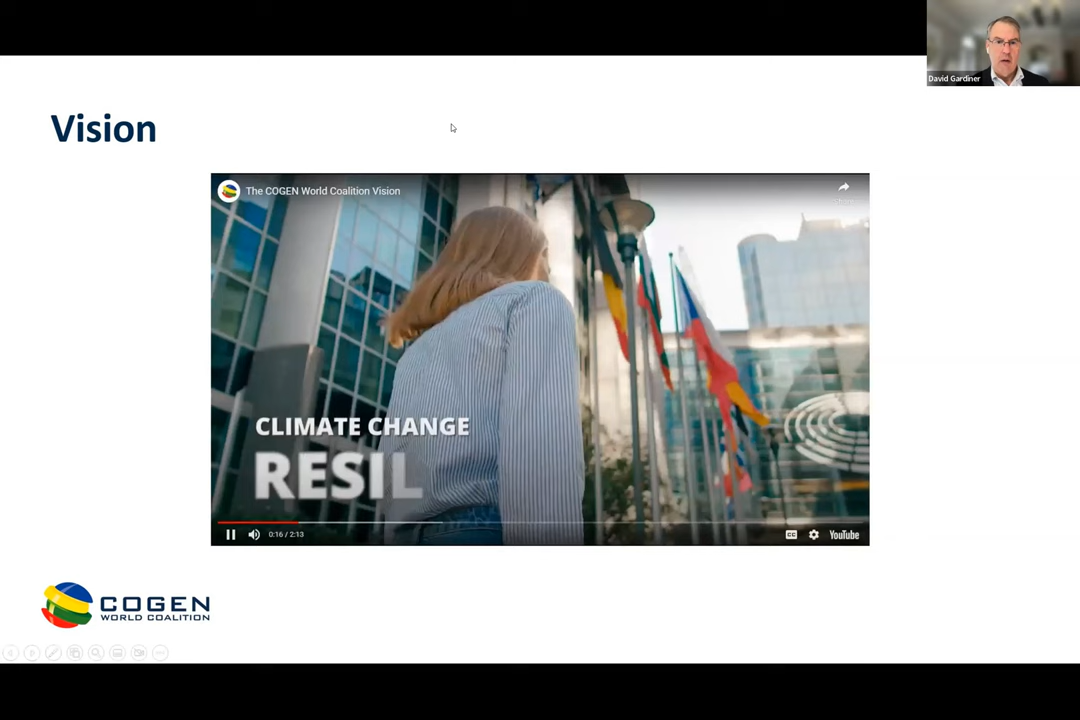 David Gardiner
Vision
The COGEN World Coalition Vision
CLIMATE CHANGE
RESIL
0:16 / 2:13
CC
YouTube
COGEN
WORLD COALITION